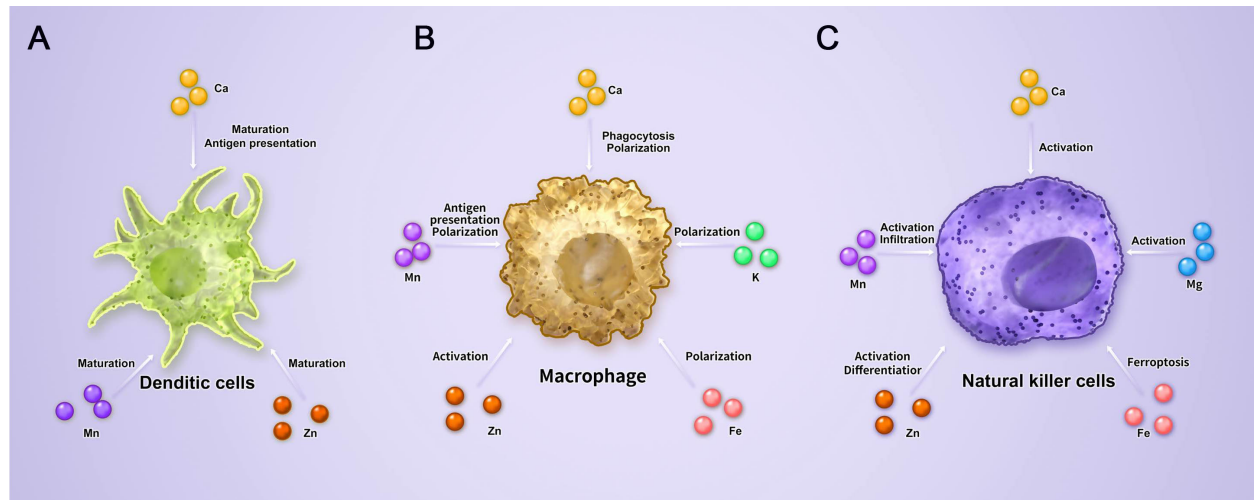 A
Ca
Maturation
Antigen presentation
Maturation
Mn
Maturation
Zn
Denditic cells
B
Ca
Phagocytosis
Polarization
Antigen
presentation
Polarization
Mn
Polarization
K
Activation
Zn
Polarization
Fe
Macrophage
C
Ca
Activation
Activation
Infiltration
Mn
Activation
Mg
Activation
Differentiatior
Zn
Ferroptosis
Fe
Natural killer cells